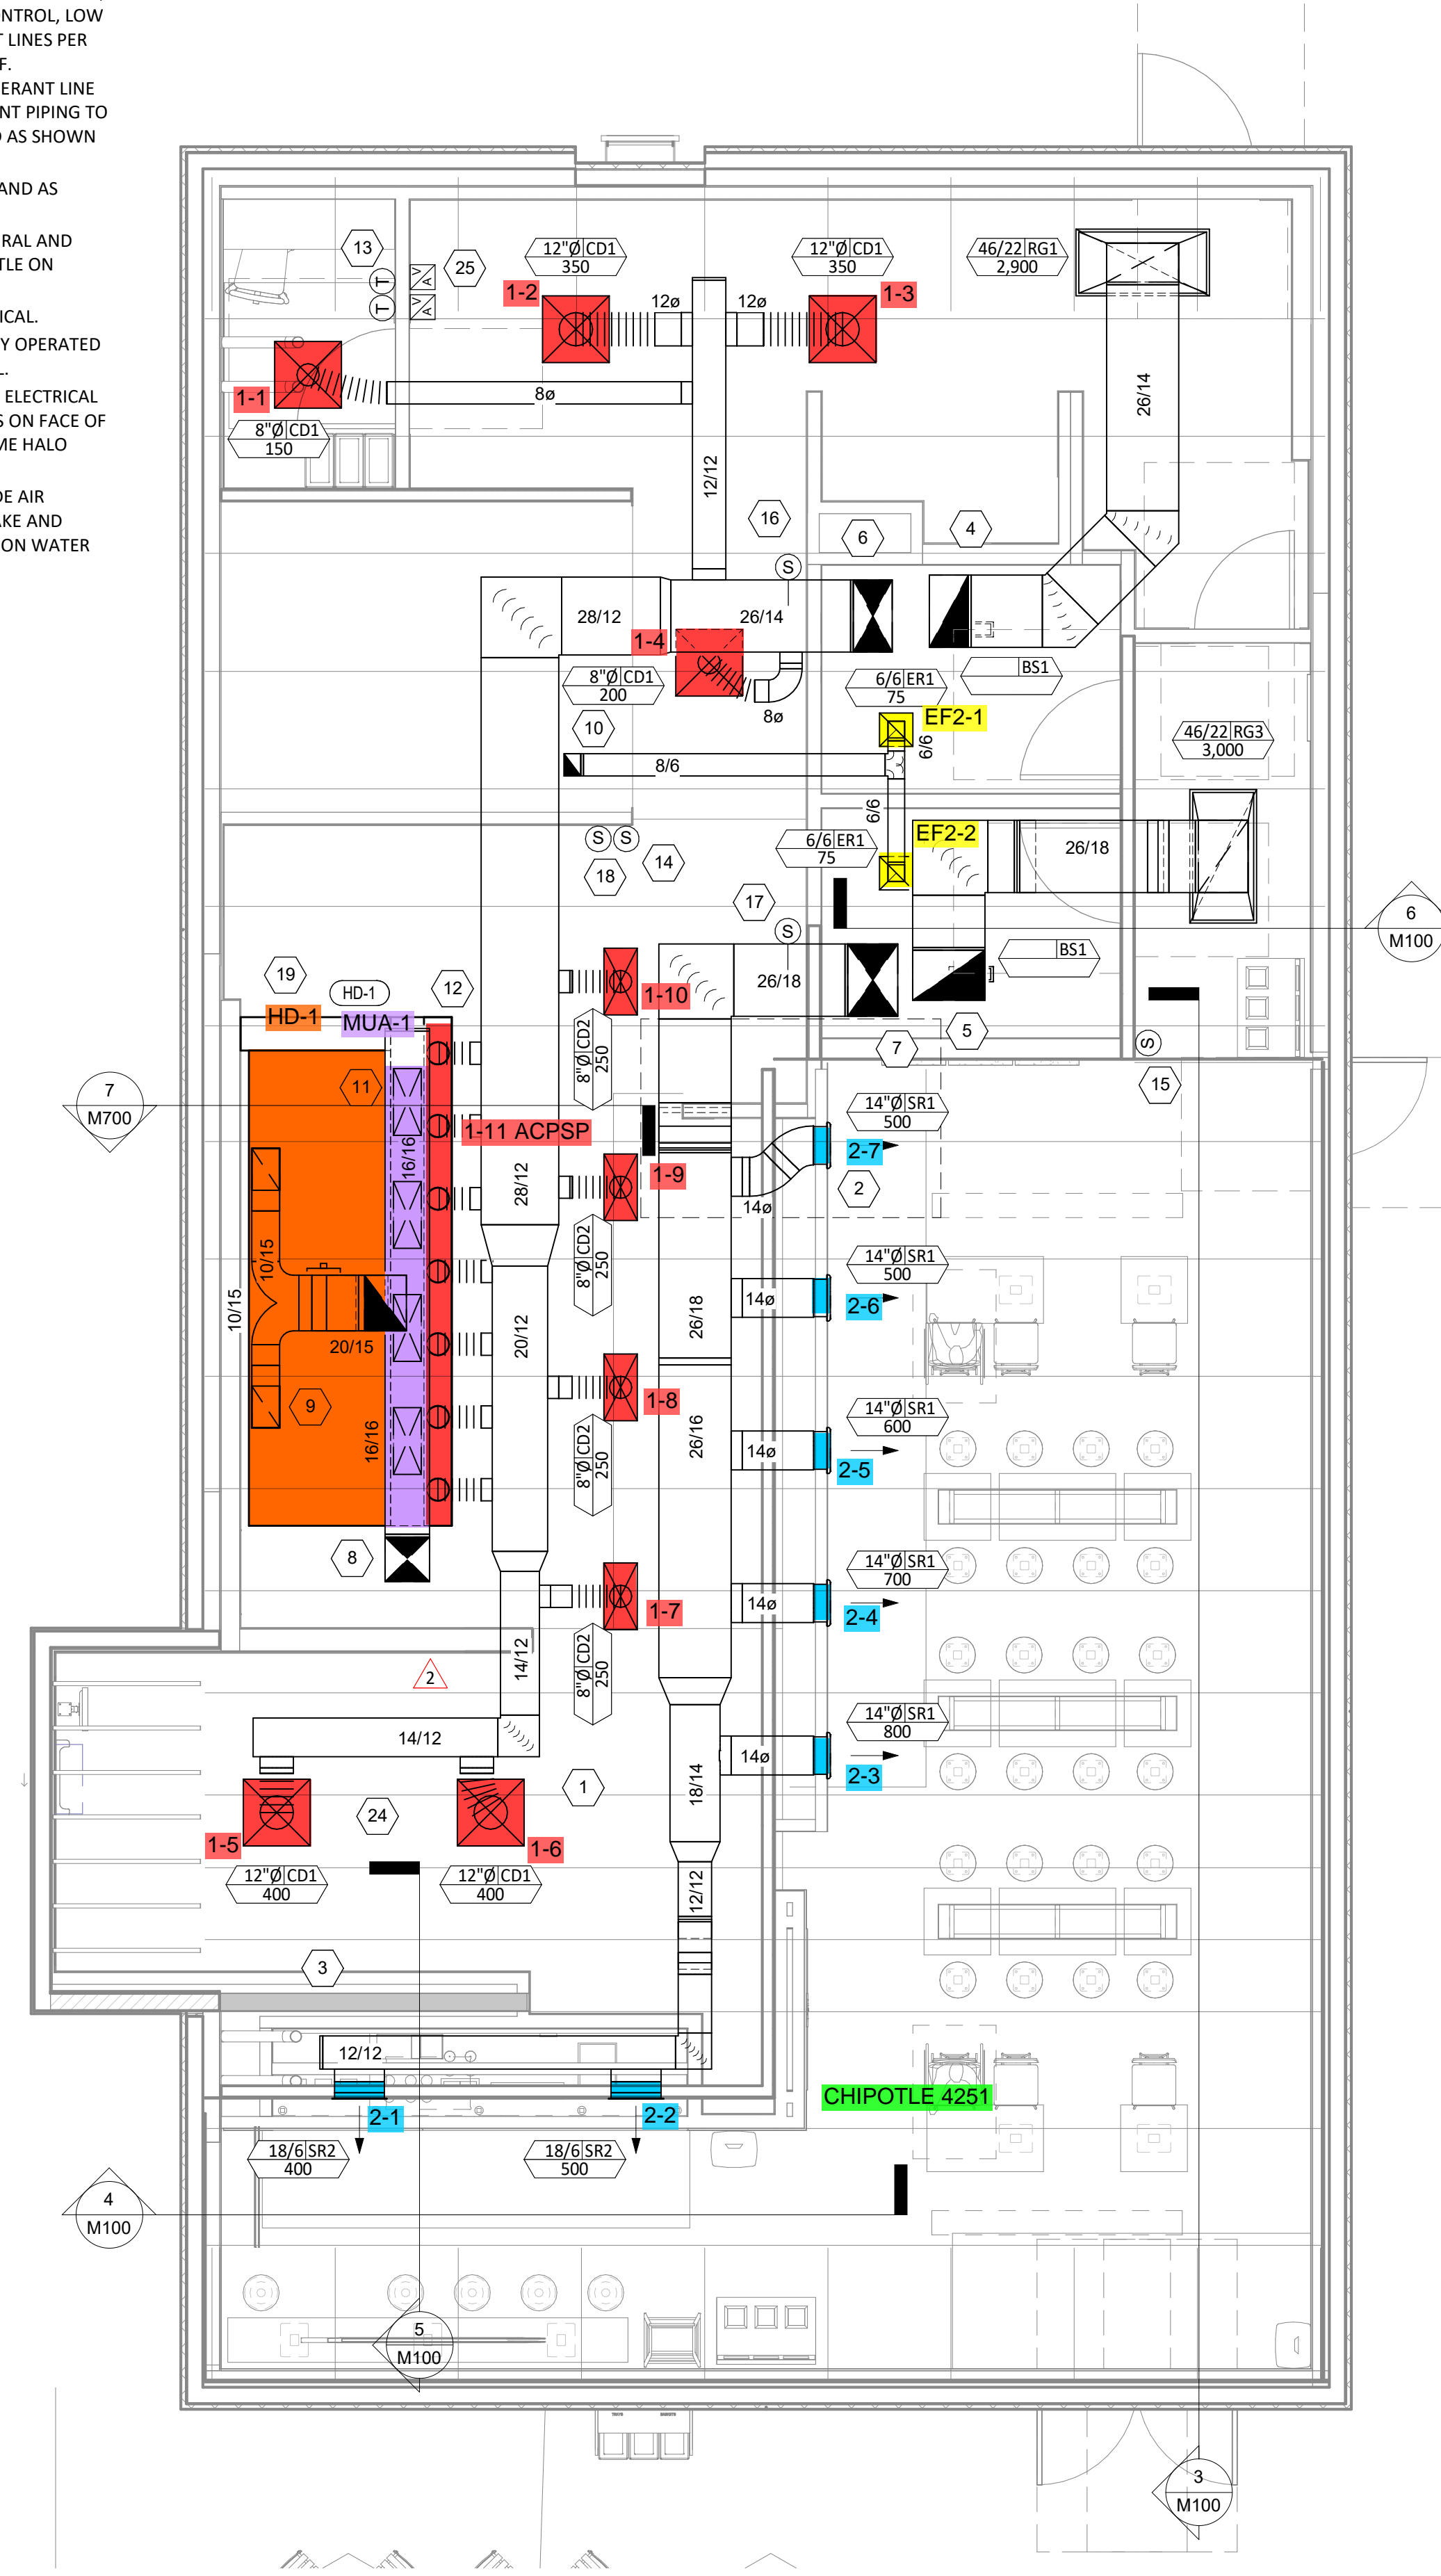 ONTROL, LOW
T LINES PER
F.
ERANT LINE
NT PIPING TO
D AS SHOWN
AND AS
RAL AND
TLE ON
ICAL.
Y OPERATED
L.
ELECTRICAL
S ON FACE OF
ME HALO
DE AIR
AKE AND
ON WATER
13
T
T
V
A
V
A
25
12"Ø CD1
350
12"Ø CD1
350
46/22 RG1
2,900
1-2
1-3
12ø
12ø
1-1
8ø
26/14
8"Ø CD1
150
12/12
16
6
4
S
28/12
26/14
1-4
8"Ø CD1
200
6/6 ER1
75
BS1
8ø
10
EF2-1
6/6
46/22 RG3
3,000
8/6
6/6
S
S
6/6 ER1
75
EF2-2
26/18
18
14
17
6
M100
S
19
HD-1
12
26/18
BS1
HD-1
MUA-1
1-10
8"Ø CD2
250
7
5
S
11
7
M700
15
16/16
1-11 ACPSP
14"Ø SR1
500
28/12
1-9
2-7
2
14ø
10/15
10/15
8"Ø CD2
250
14"Ø SR1
500
14ø
2-6
26/18
20/12
20/15
9
1-8
14"Ø SR1
600
16/16
26/16
14ø
2-5
8"Ø CD2
250
8
14"Ø SR1
700
1-7
14ø
2-4
14/12
2
8"Ø CD2
250
14"Ø SR1
800
14/12
14ø
2-3
18/14
1
24
1-5
1-6
12"Ø CD1
400
12"Ø CD1
400
12/12
3
12/12
CHIPOTLE 4251
2-1
2-2
18/6 SR2
400
18/6 SR2
500
4
M100
5
M100
3
M100